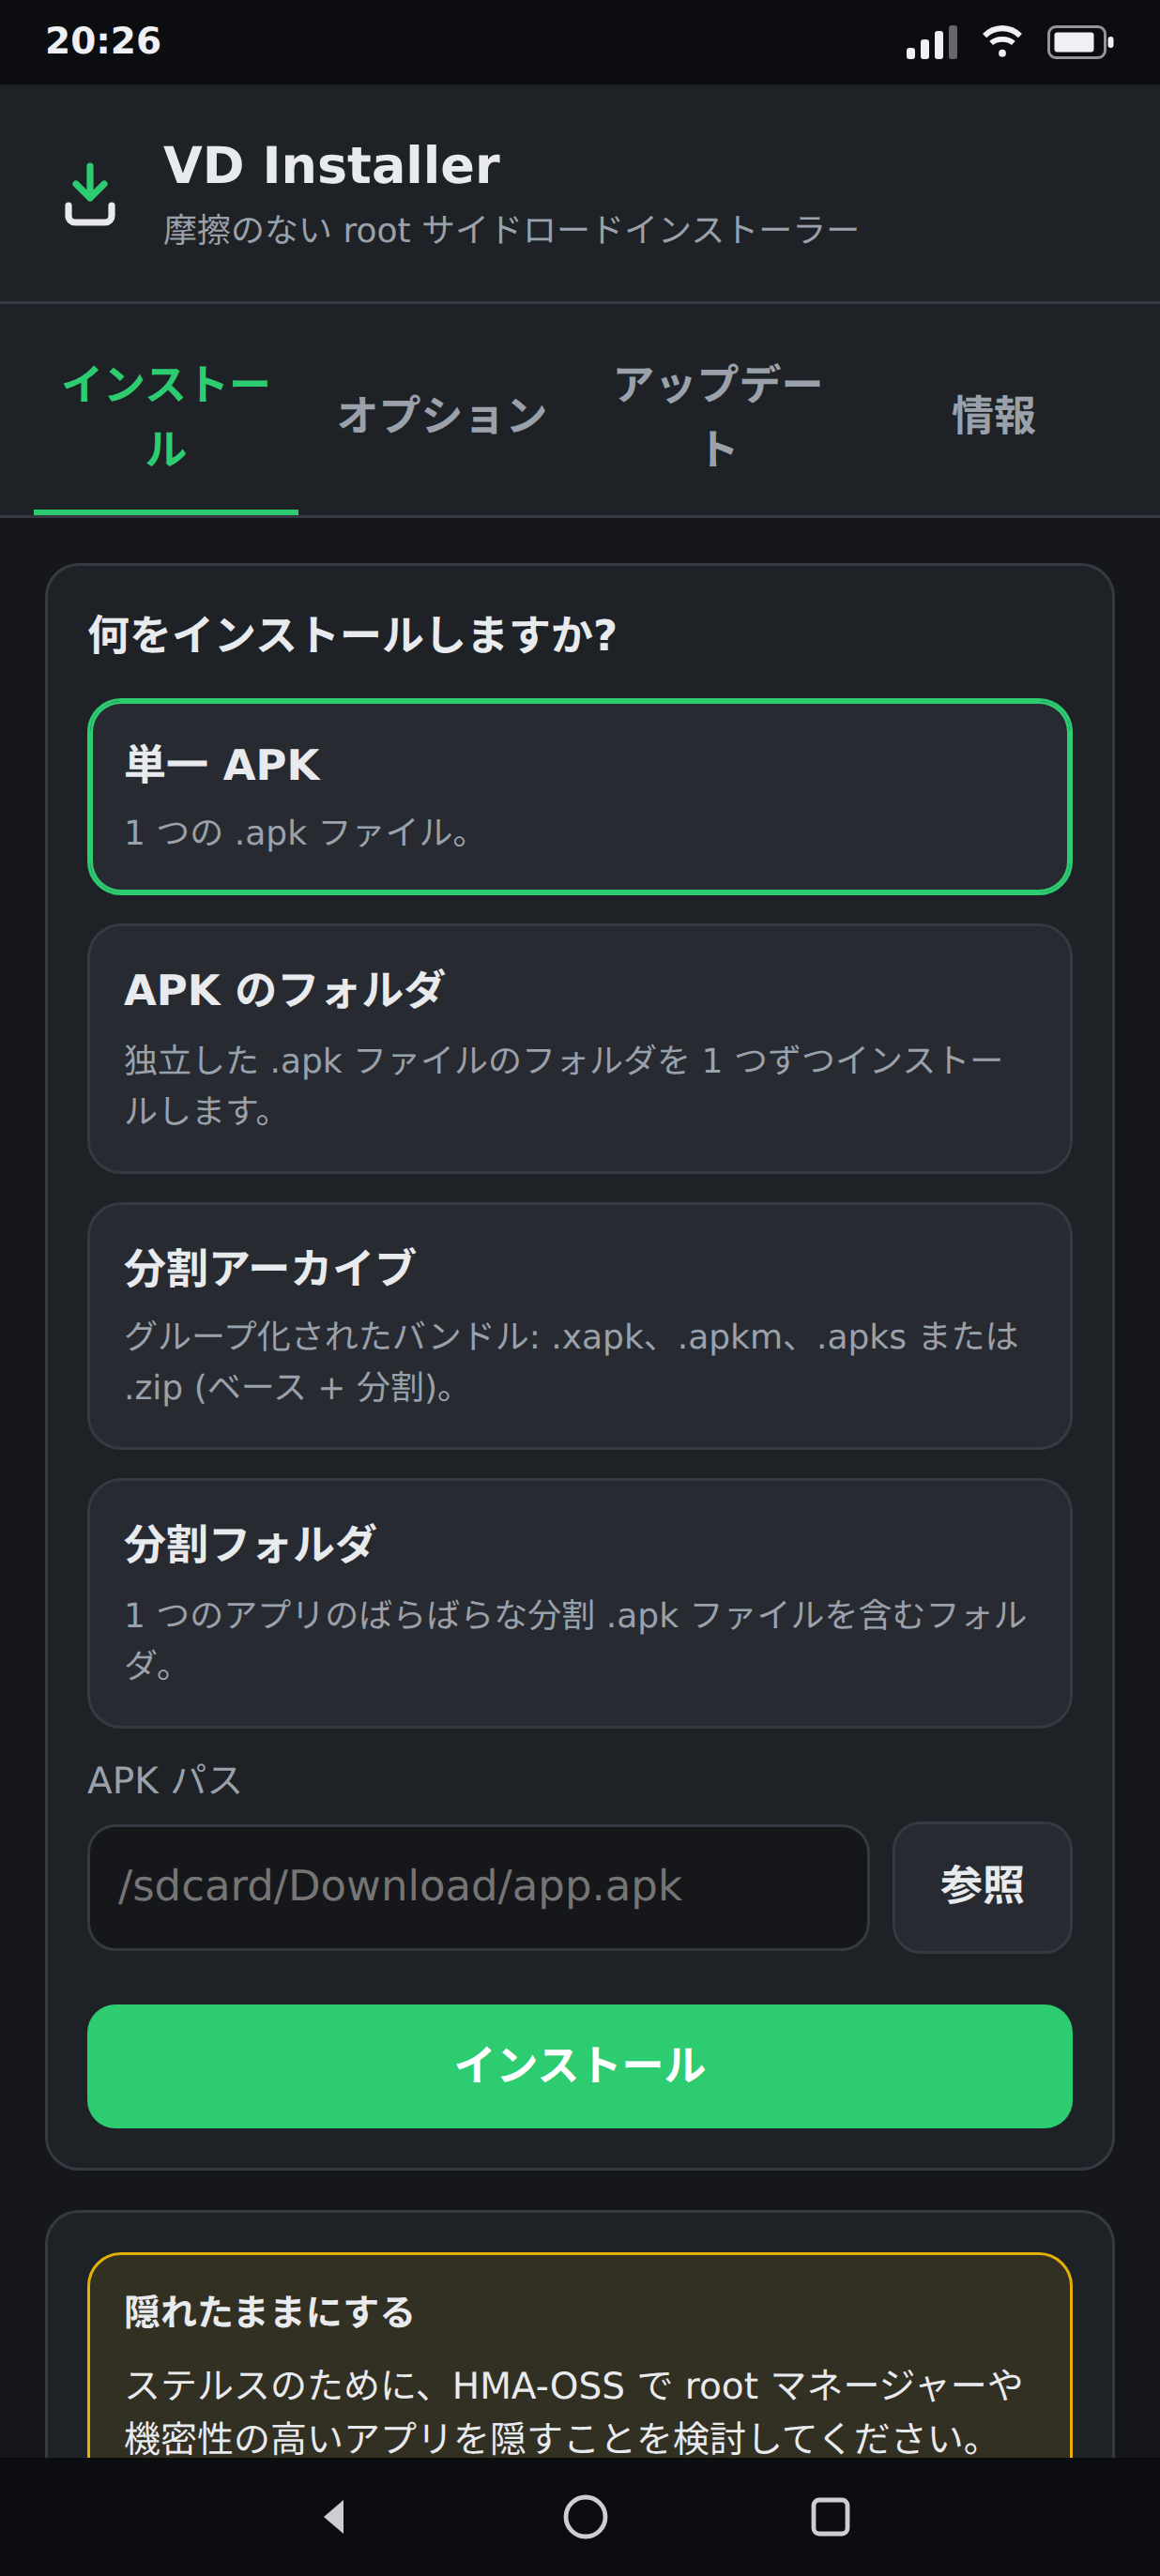 20:26
VD Installer
摩擦のない root サイドロードインストーラー
インストー
ル
オプション
アップデー
ト
情報
何をインストールしますか?
単一 APK
1 つの .apk ファイル。
APK のフォルダ
独立した .apk ファイルのフォルダを 1 つずつインストー
ルします。
分割アーカイブ
グループ化されたバンドル: .xapk、.apkm、.apks または
.zip (ベース + 分割)。
分割フォルダ
1 つのアプリのばらばらな分割 .apk ファイルを含むフォル
ダ。
APK パス
/sdcard/Download/app.apk
参照
インストール
隠れたままにする
ステルスのために、HMA-OSS で root マネージャーや
機密性の高いアプリを隠すことを検討してください。